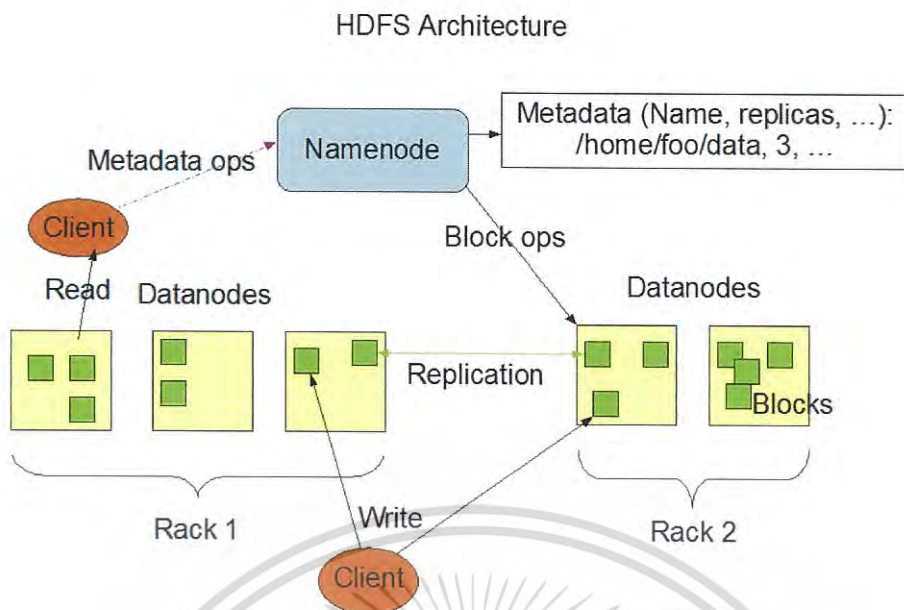 HDFS Architecture
Metadata (Name, replicas, ...):
/home/foo/data, 3, ...
Namenode
Metadata ops
Client
Block ops
Read
Datanodes
Datanodes
Replication
Blocks
Rack 1
Write
Rack 2
Client